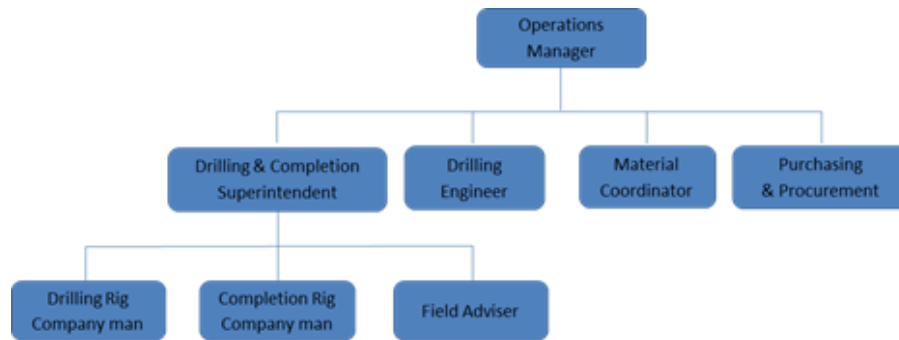 Operations
Manager
Drilling & Completion
Superintendent
Drilling
Engineer
Material
Coordinator
Purchasing
& Procurement
Drilling Rig
Company man
Completion Rig
Company man
Field Adviser